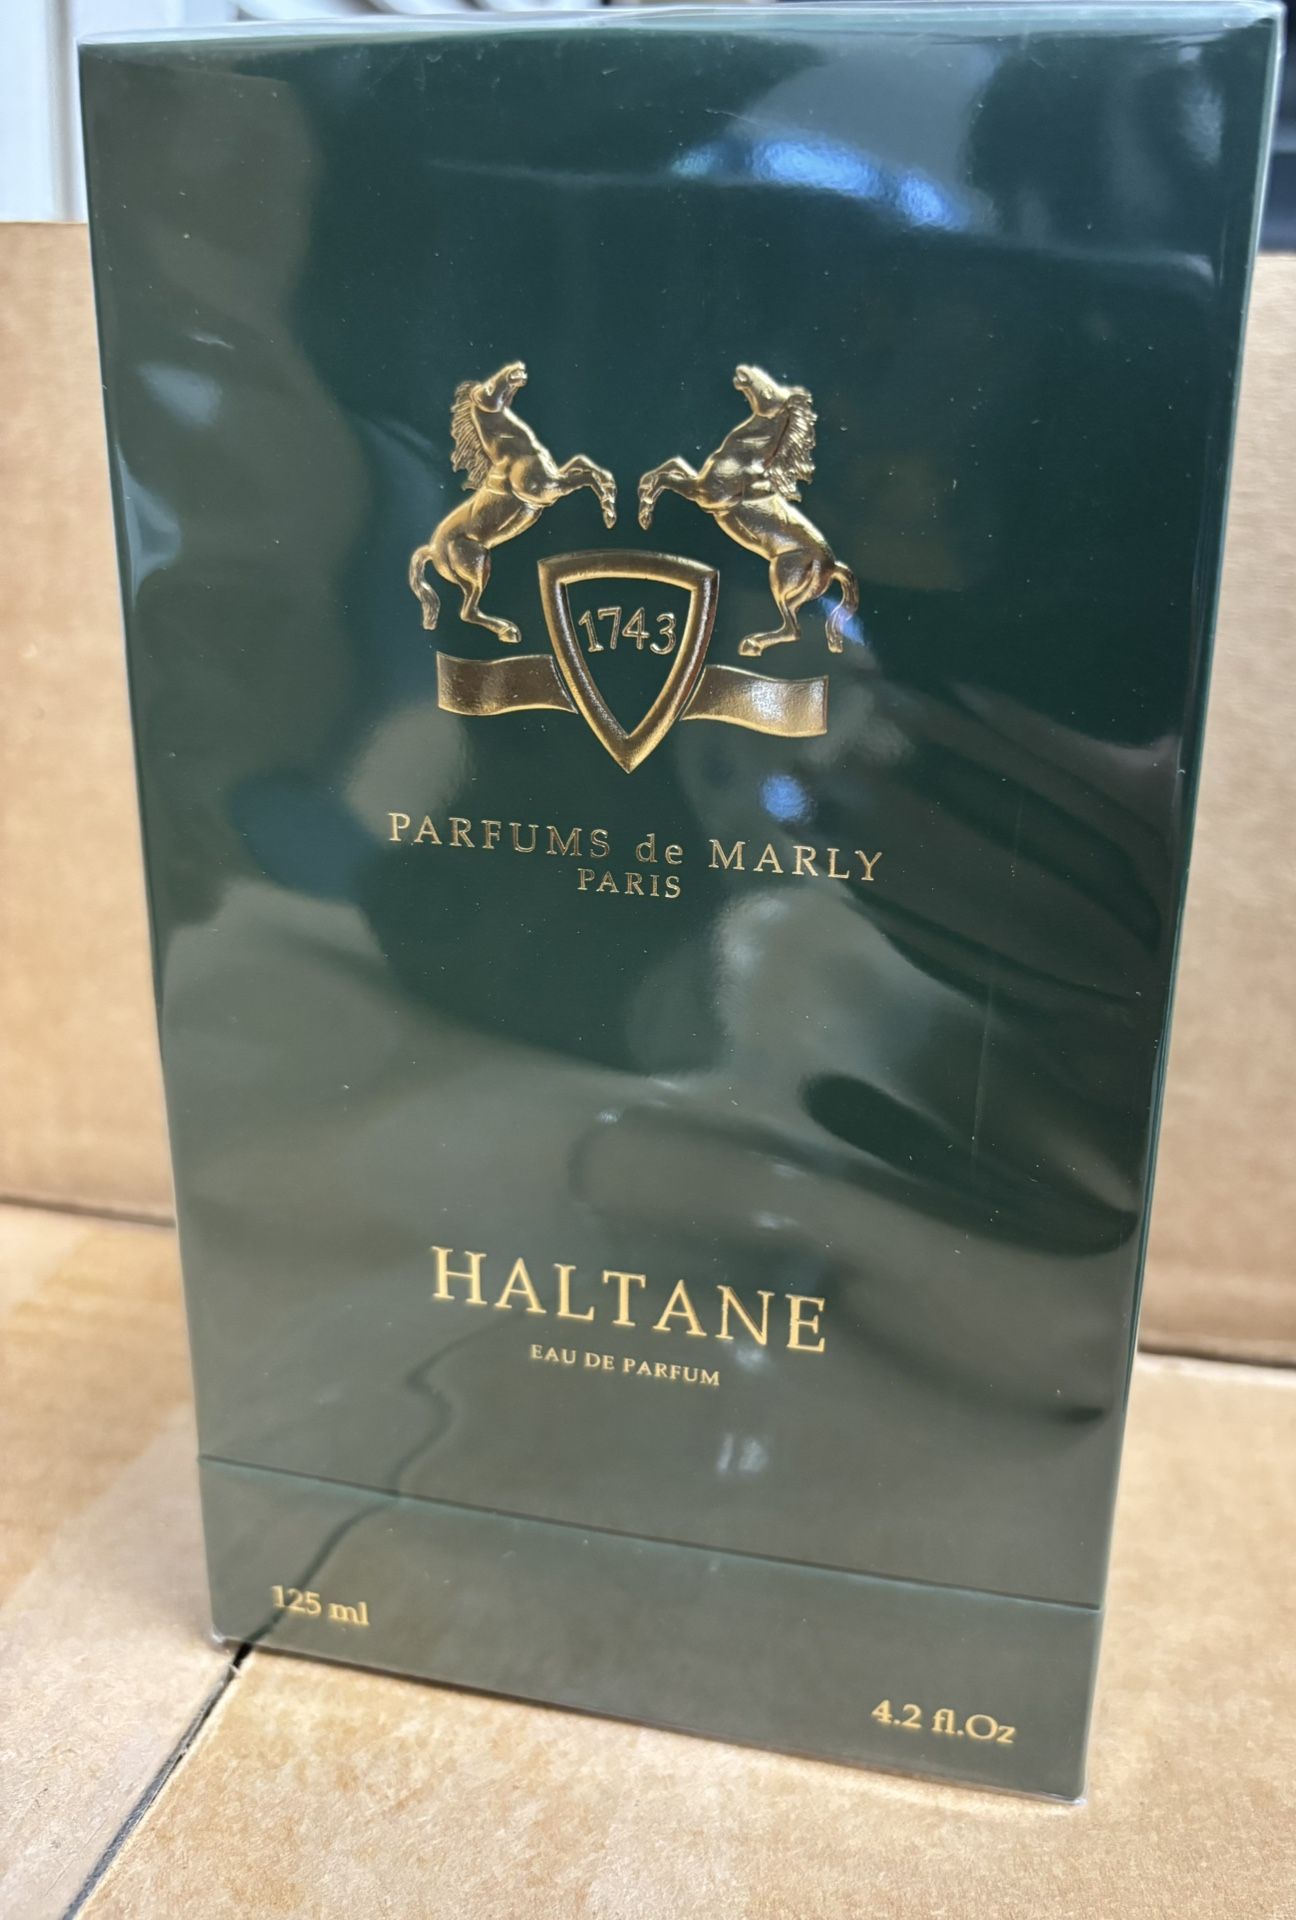 1743
PARFUMS de MARLY
PARIS
HALTANE
EAU DE PARFUM
125 ml
4.2 fl.Oz